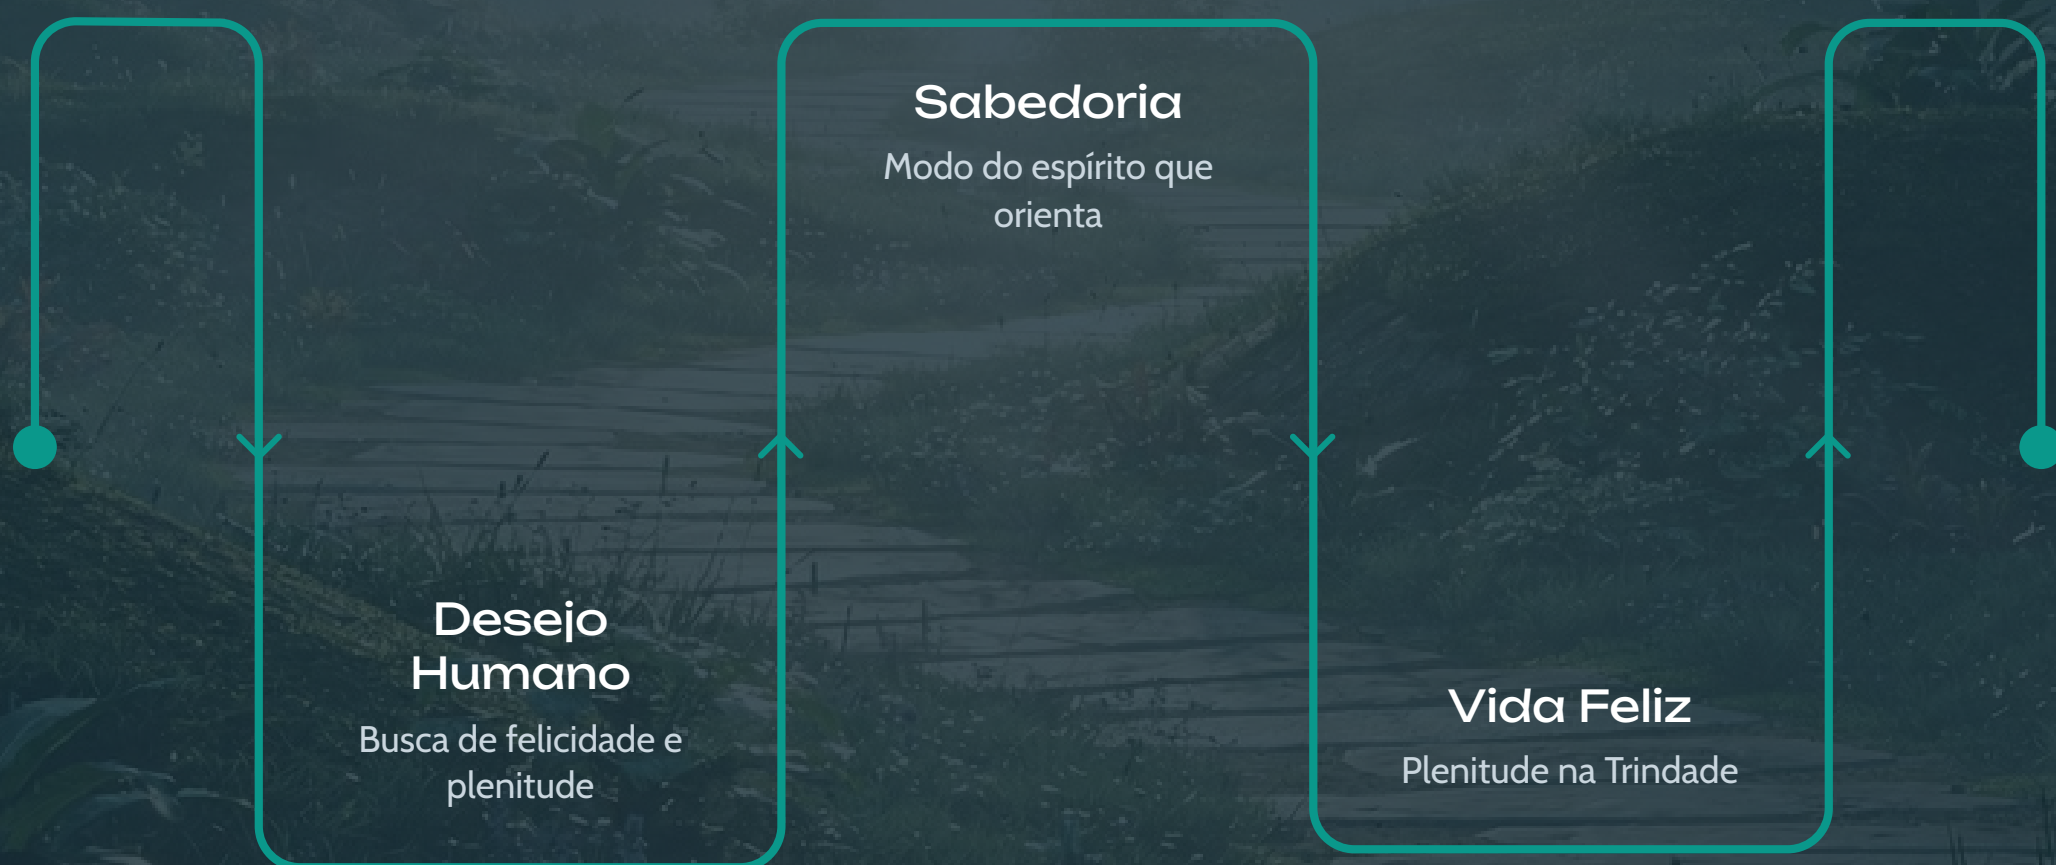 Desejo
Humano
Busca de felicidade e
plenitude
Sabedoria
Modo do espírito que
orienta
Vida Feliz
Plenitude na Trindade